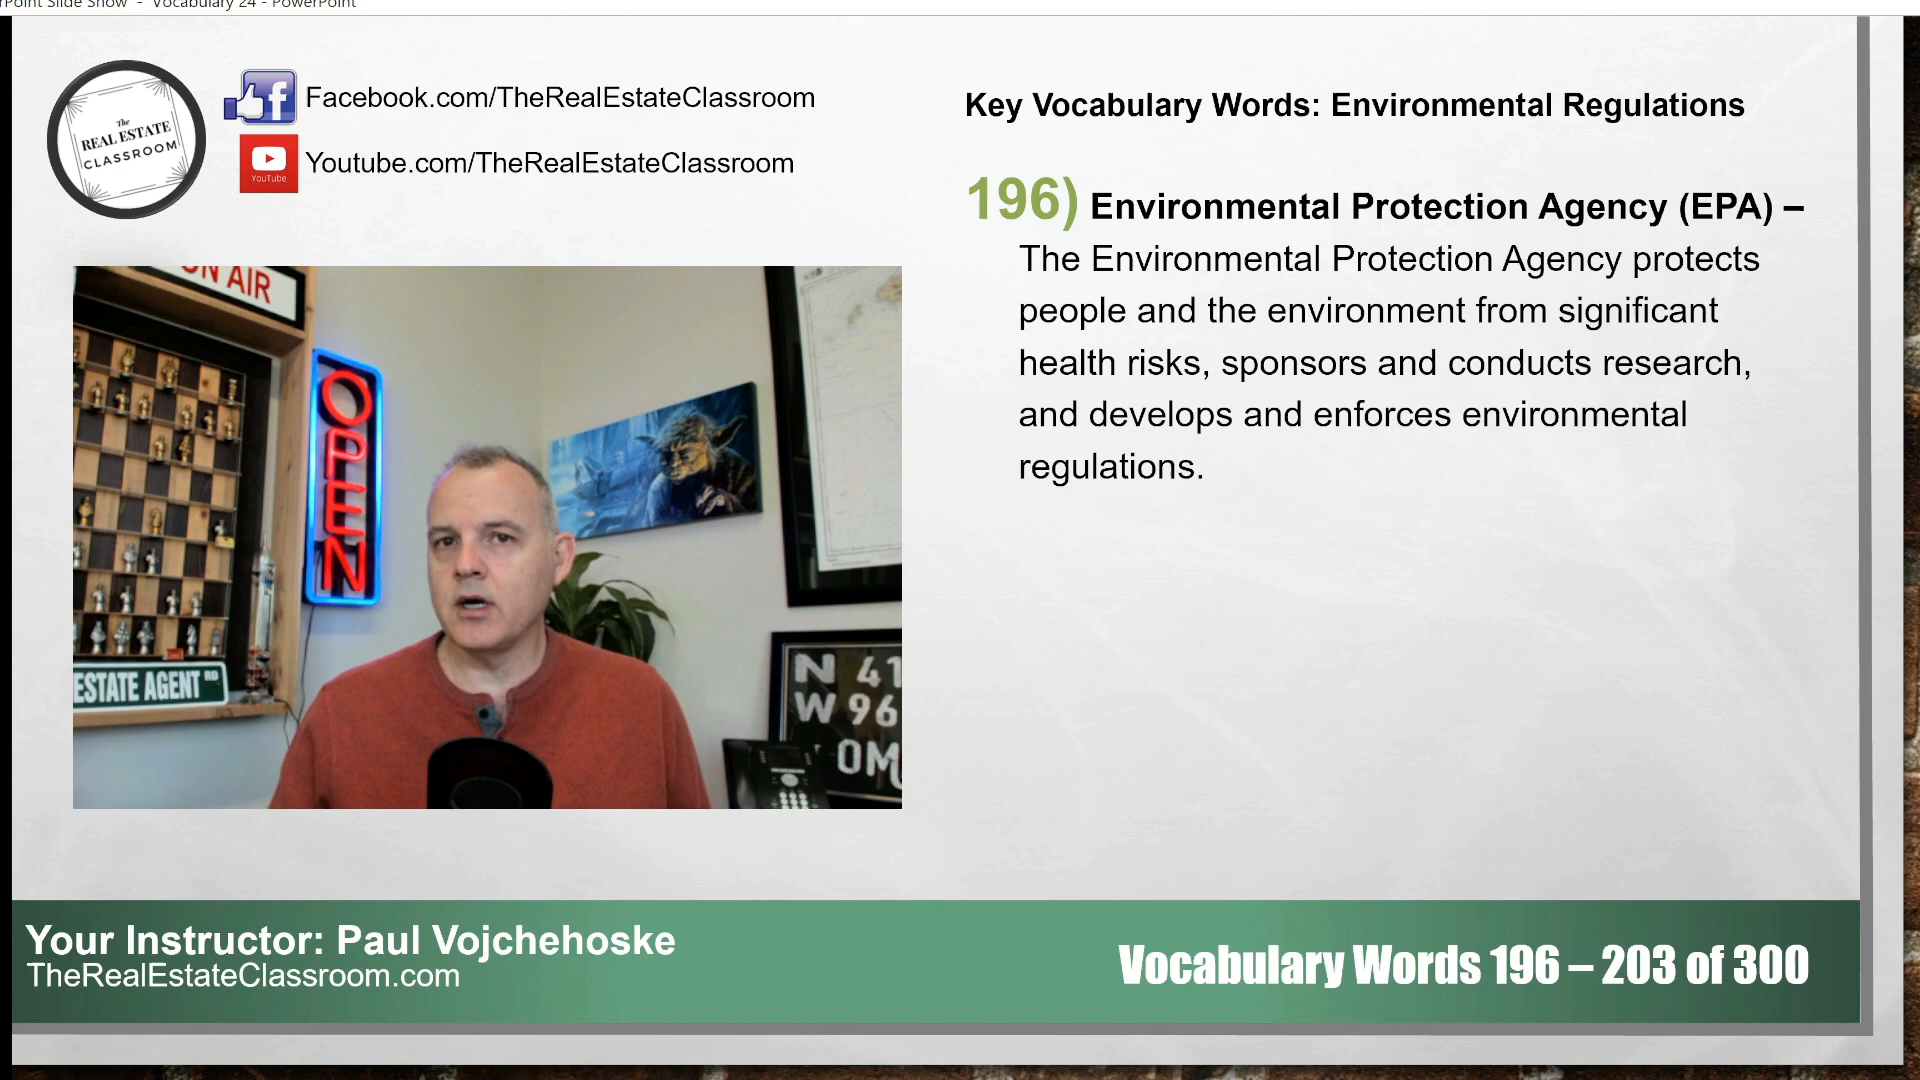 Point Slide Show - Vocabulary 24 - PowerPoint
The
REAL ESTATE
CLASSROOM
Facebook.com/TheRealEstateClassroom
YouTube
Youtube.com/TheRealEstateClassroom
Key Vocabulary Words: Environmental Regulations
196) Environmental Protection Agency (EPA) –
The Environmental Protection Agency protects
people and the environment from significant
health risks, sponsors and conducts research,
and develops and enforces environmental
regulations.
ON AIR
OPEN
ESTATE AGENT RD
N 41
W 96
OM
Your Instructor: Paul Vojchehoske
TheRealEstateClassroom.com
Vocabulary Words 196 – 203 of 300